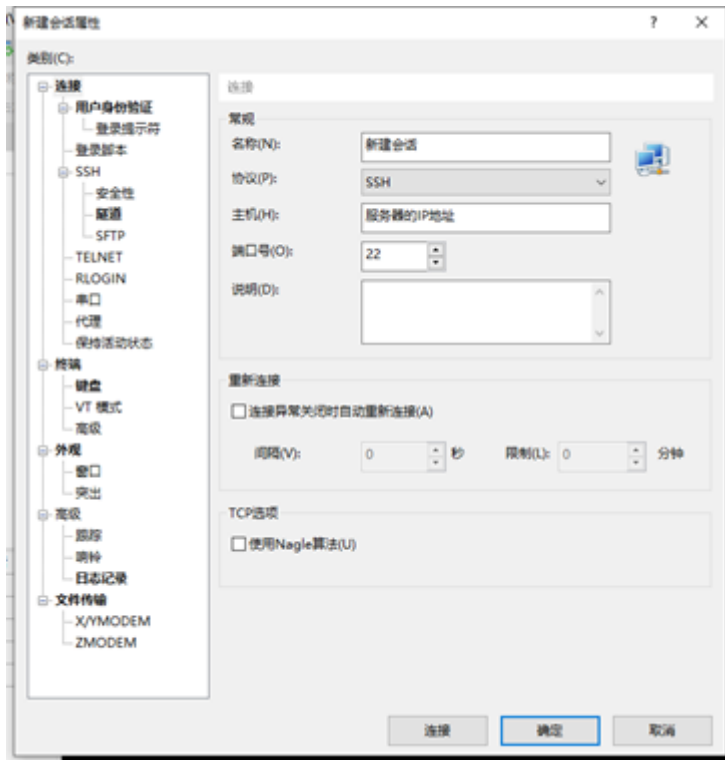 新建会话属性
? ×
类别(C):
连接
用户身份验证
登录提示符
登录脚本
SSH
安全性
隧道
SFTP
TELNET
RLOGIN
串口
代理
保持活动状态
终端
键盘
VT 模式
高级
外观
窗口
突出
高级
跟踪
响铃
日志记录
文件传输
X/YMODEM
ZMODEM
连接
常规
名称(N): 新建会话
协议(P): SSH
主机(H): 服务器的IP地址
端口号(O): 22
说明(D):
重新连接
连接异常关闭时自动重新连接(A)
间隔(V): 0 秒 限制(L): 0 分钟
TCP选项
使用Nagle算法(U)
连接 确定 取消